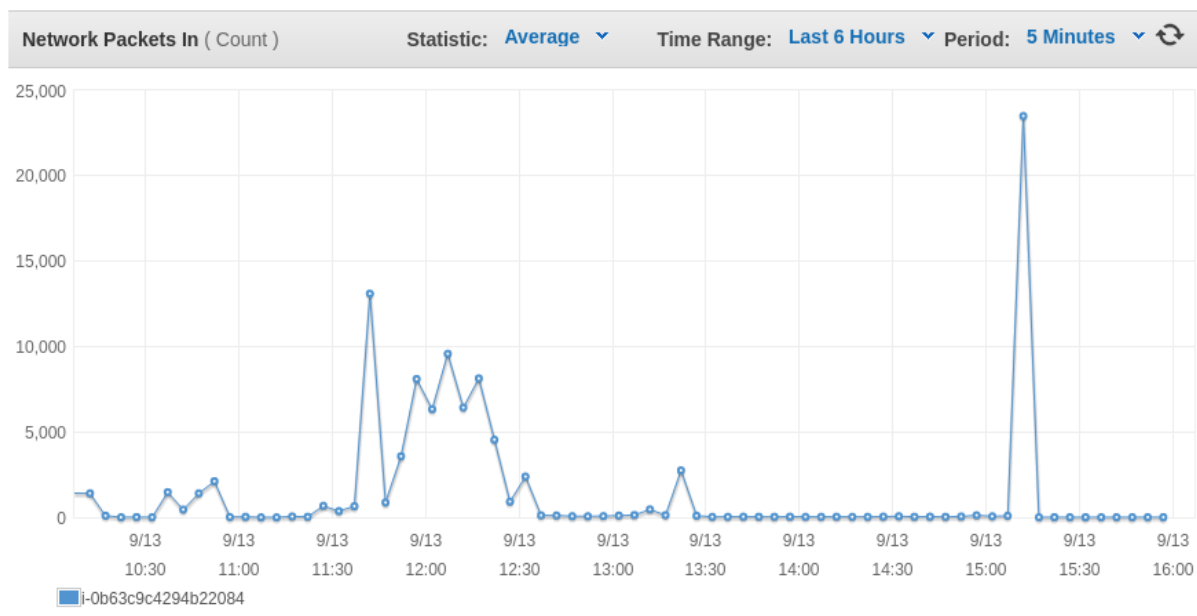 Network Packets In ( Count ) Statistic: Average Time Range: Last 6 Hours Period: 5 Minutes
25,000
20,000
15,000
10,000
5,000
0
9/13 9/13 9/13 9/13 9/13 9/13 9/13 9/13 9/13 9/13 9/13 9/13
10:30 11:00 11:30 12:00 12:30 13:00 13:30 14:00 14:30 15:00 15:30 16:00
i-0b63c9c4294b22084